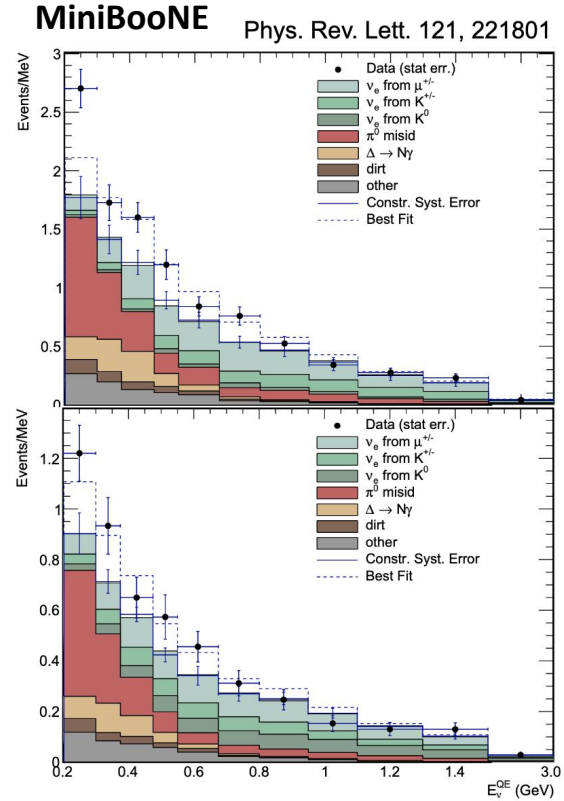 MiniBooNE
Phys. Rev. Lett. 121, 221801
Events/MeV
3
2.5
2
1.5
1
0.5
0
Data (stat err.)
νe from μ+/-
νe from K+/-
νe from K0
π0 misid
Δ → Nγ
dirt
other
Constr. Syst. Error
Best Fit
Events/MeV
1.2
1
0.8
0.6
0.4
0.2
0
Data (stat err.)
νe from μ+/-
νe from K+/-
νe from K0
π0 misid
Δ → Nγ
dirt
other
Constr. Syst. Error
Best Fit
0.2 0.4 0.6 0.8 1 1.2 1.4 3.0
EνQE (GeV)